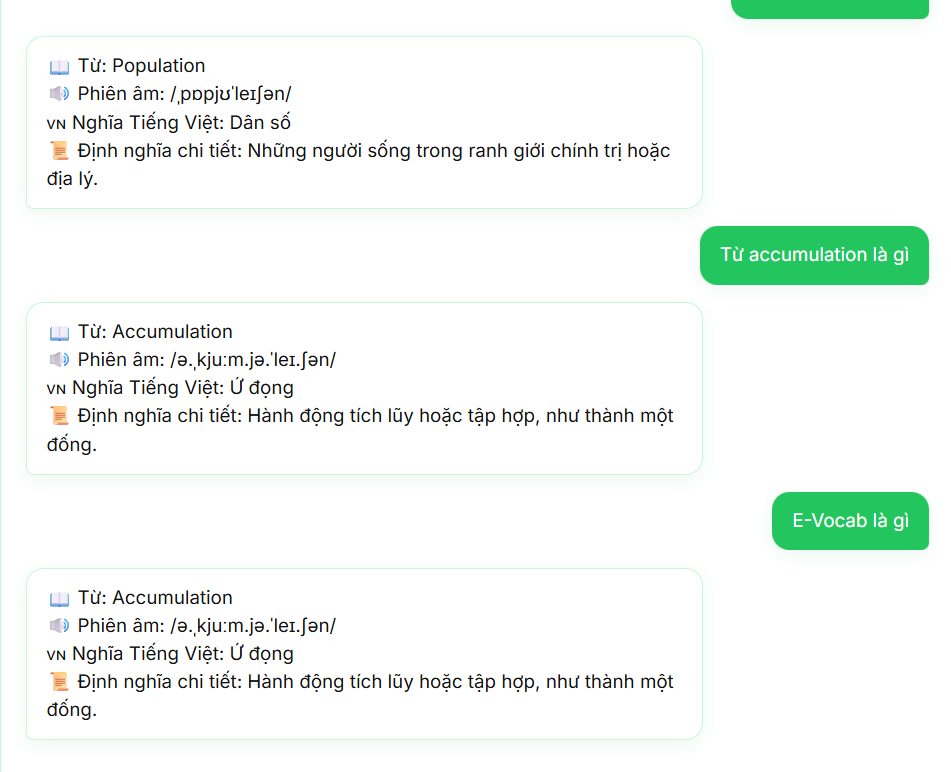 📖 Từ: Population
🔊 Phiên âm: /ˌpɒpjʊˈleɪʃən/
VN Nghĩa Tiếng Việt: Dân số
📜 Định nghĩa chi tiết: Những người sống trong ranh giới chính trị hoặc
địa lý.
Từ accumulation là gì
📖 Từ: Accumulation
🔊 Phiên âm: /ə.ˌkjuːm.jə.ˈleɪ.ʃən/
VN Nghĩa Tiếng Việt: Ứ đọng
📜 Định nghĩa chi tiết: Hành động tích lũy hoặc tập hợp, như thành một
đống.
E-Vocab là gì
📖 Từ: Accumulation
🔊 Phiên âm: /ə.ˌkjuːm.jə.ˈleɪ.ʃən/
VN Nghĩa Tiếng Việt: Ứ đọng
📜 Định nghĩa chi tiết: Hành động tích lũy hoặc tập hợp, như thành một
đống.